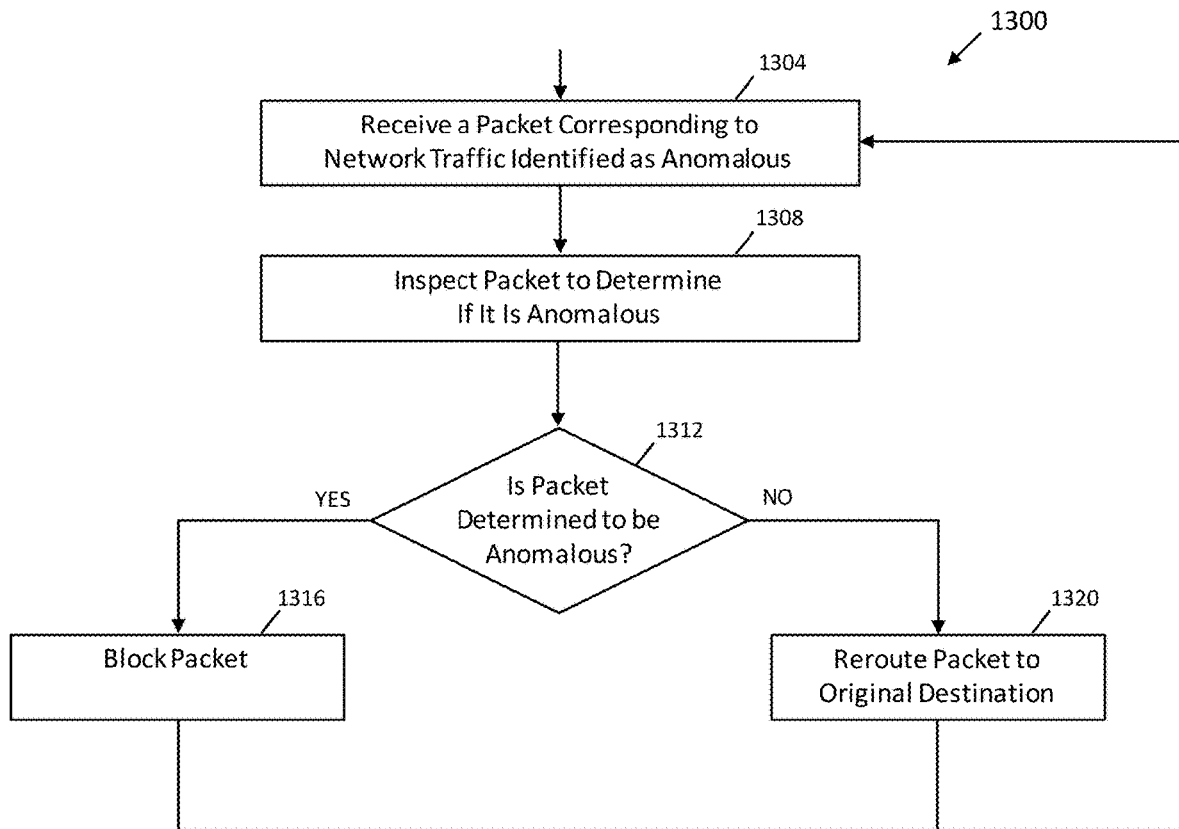 1300
1304
Receive a Packet Corresponding to
Network Traffic Identified as Anomalous
1308
Inspect Packet to Determine
If It Is Anomalous
1312
Is Packet
Determined to be
Anomalous?
YES
NO
1316
Block Packet
1320
Reroute Packet to
Original Destination